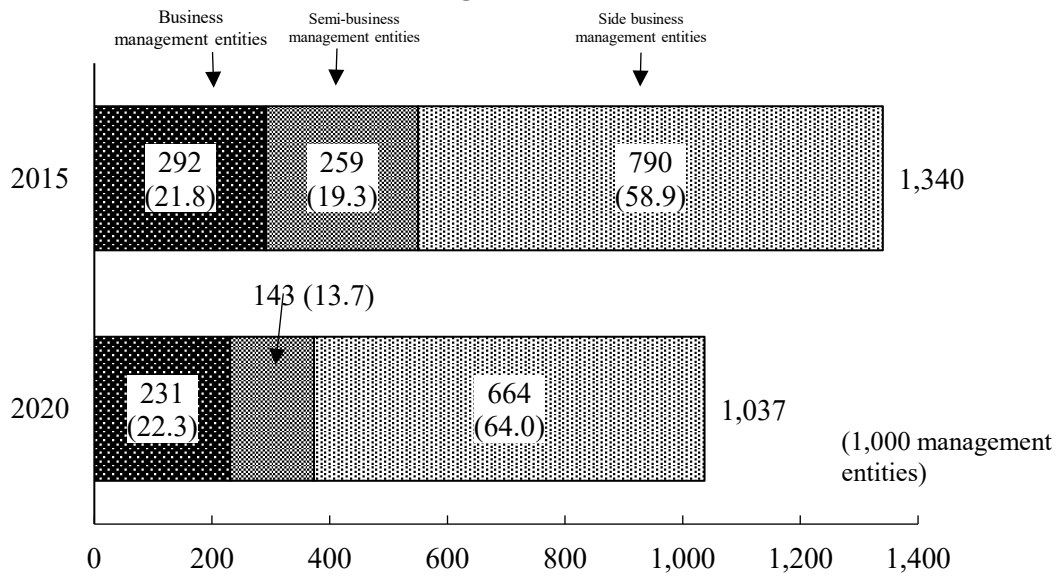 Business
management entities
Semi-business
management entities
Side business
management entities
2015
292
(21.8)
259
(19.3)
790
(58.9)
1,340
143 (13.7)
2020
231
(22.3)
664
(64.0)
1,037
(1,000 management
entities)
0 200 400 600 800 1,000 1,200 1,400